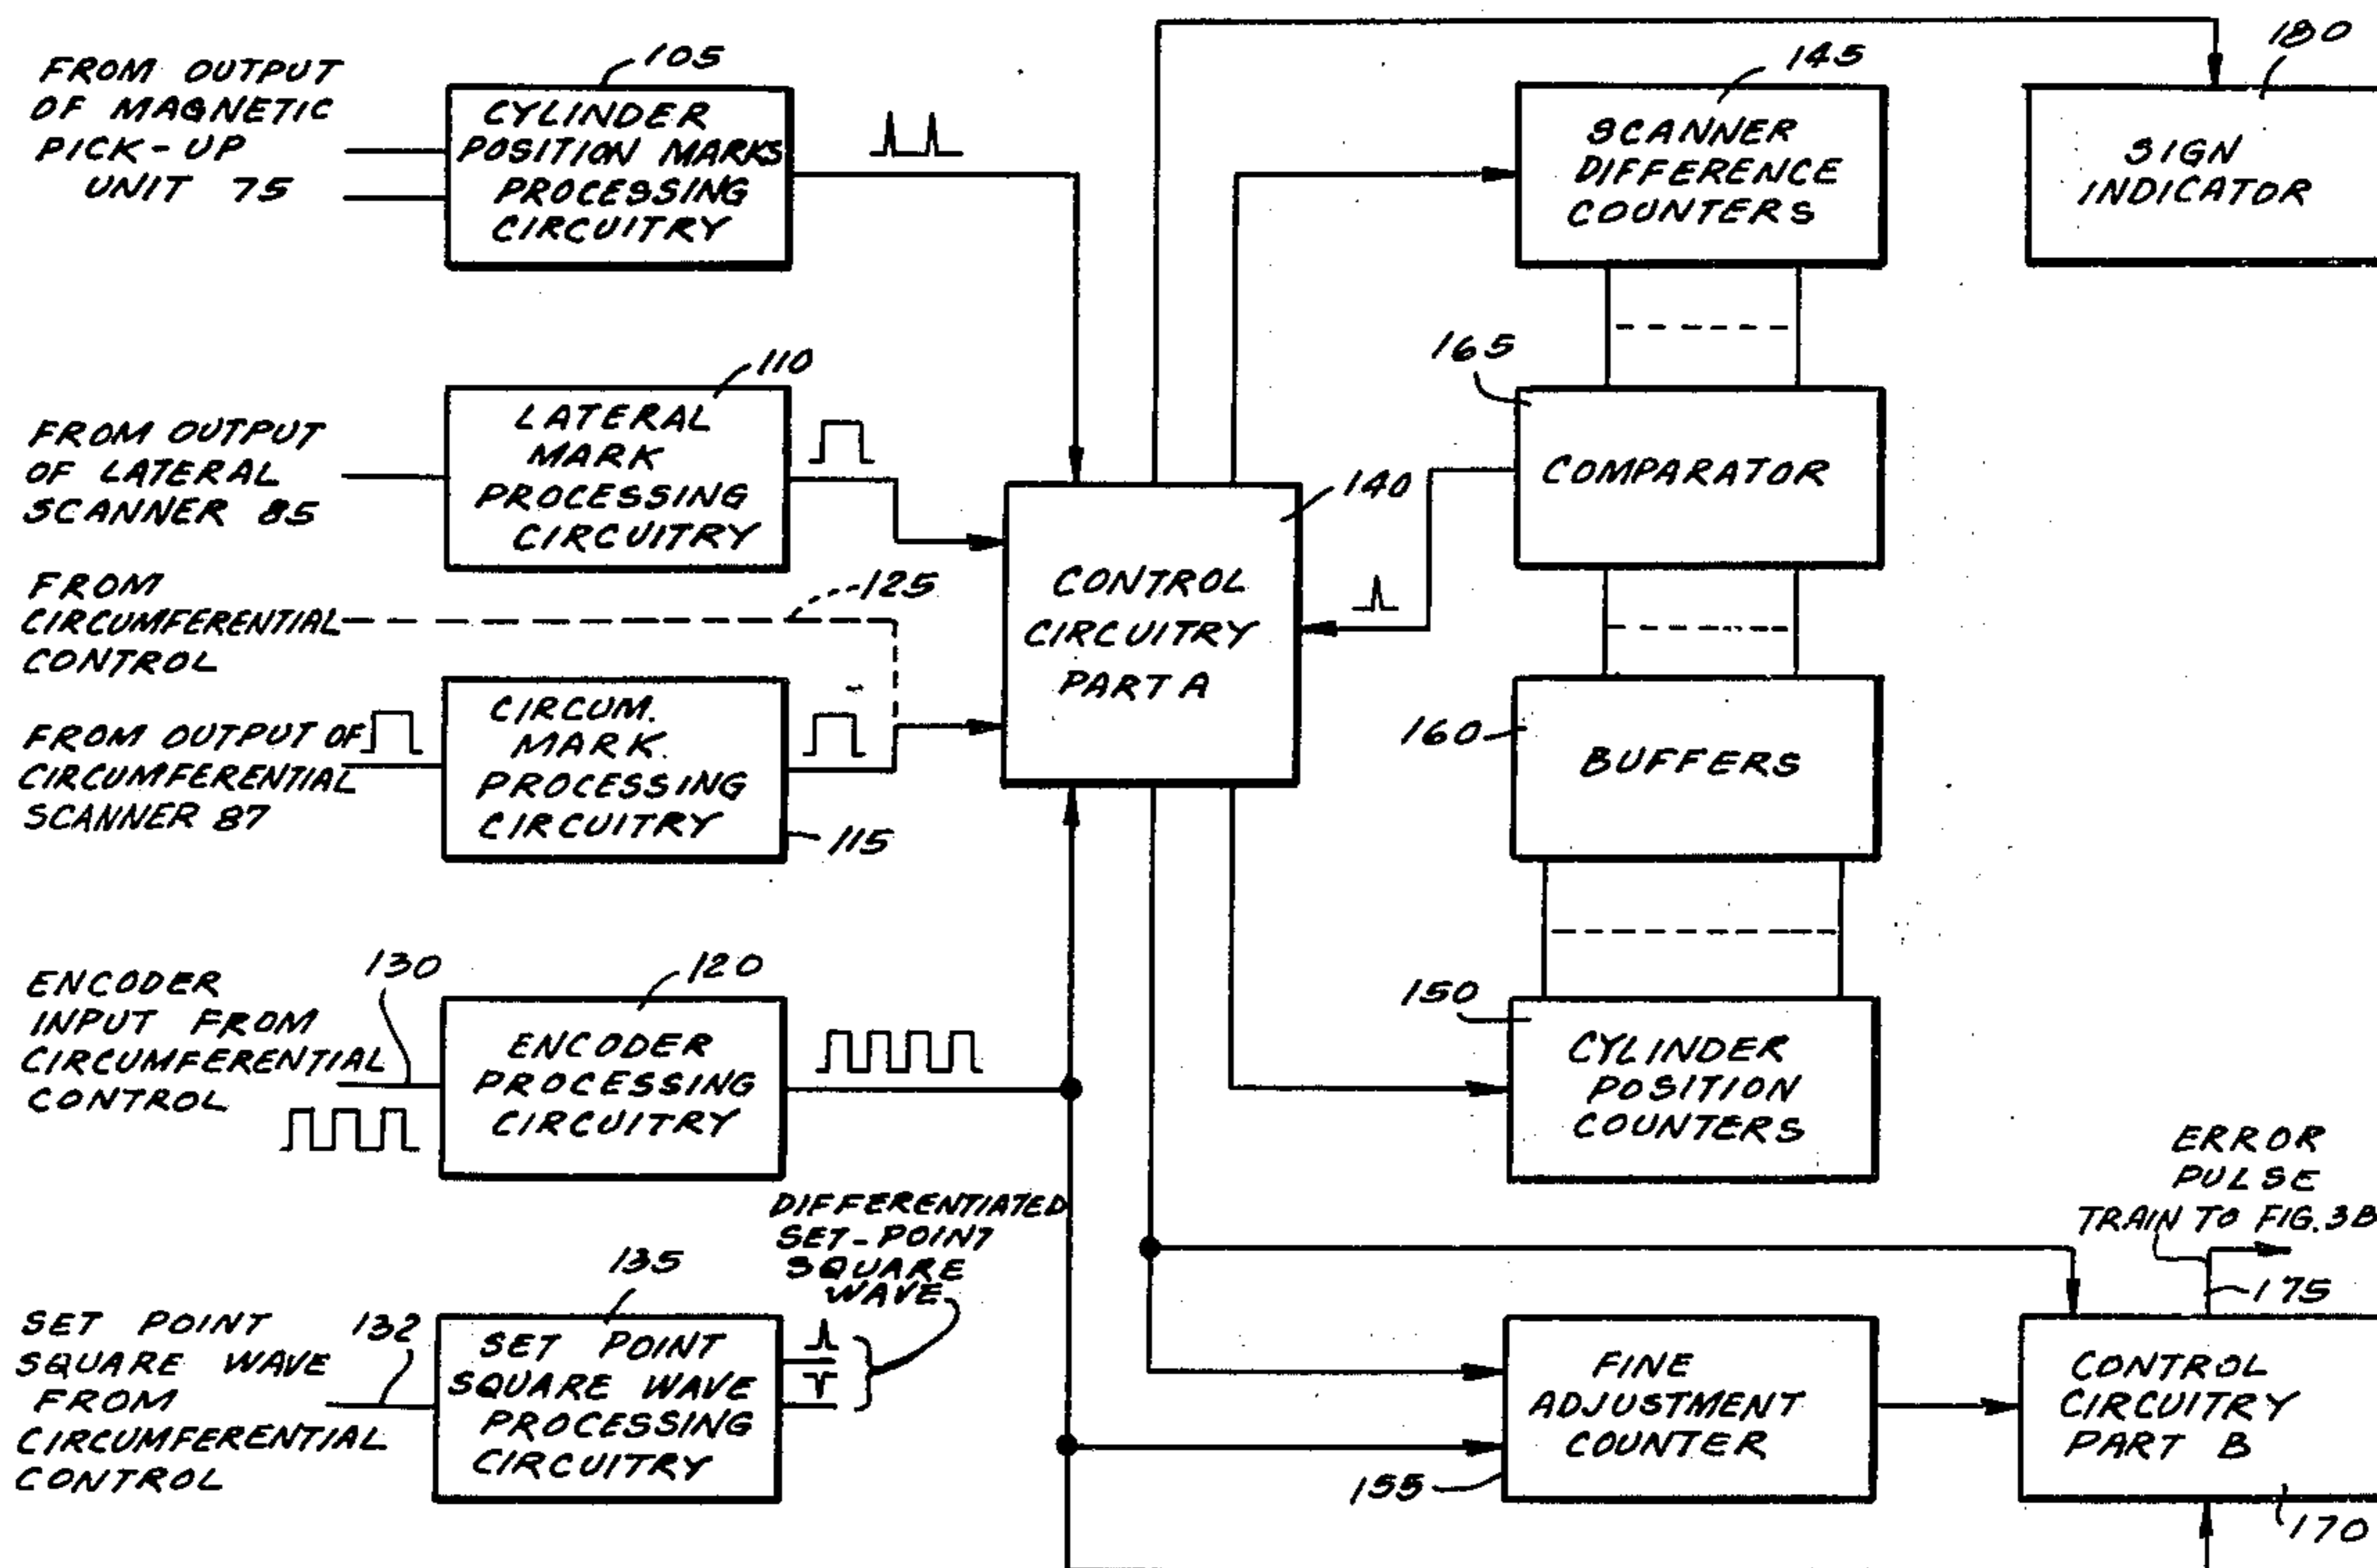 FROM OUTPUT
OF MAGNETIC
PICK-UP
UNIT 75
105
CYLINDER
POSITION MARKS
PROCESSING
CIRCUITRY
145
SCANNER
DIFFERENCE
COUNTERS
180
SIGN
INDICATOR
FROM OUTPUT
OF LATERAL
SCANNER 85
110
LATERAL
MARK
PROCESSING
CIRCUITRY
165
COMPARATOR
140
CONTROL
CIRCUITRY
PART A
FROM
CIRCUMFERENTIAL
CONTROL
125
FROM OUTPUT OF
CIRCUMFERENTIAL
SCANNER 87
CIRCUM.
MARK.
PROCESSING
CIRCUITRY
115
160
BUFFERS
ENCODER
INPUT FROM
CIRCUMFERENTIAL
CONTROL
130
120
ENCODER
PROCESSING
CIRCUITRY
150
CYLINDER
POSITION
COUNTERS
DIFFERENTIATED
SET-POINT
SQUARE
WAVE
ERROR
PULSE
TRAIN TO FIG. 3B
175
SET POINT
SQUARE WAVE
FROM
CIRCUMFERENTIAL
CONTROL
132
135
SET POINT
SQUARE WAVE
PROCESSING
CIRCUITRY
FINE
ADJUSTMENT
COUNTER
155
CONTROL
CIRCUITRY
PART B
170